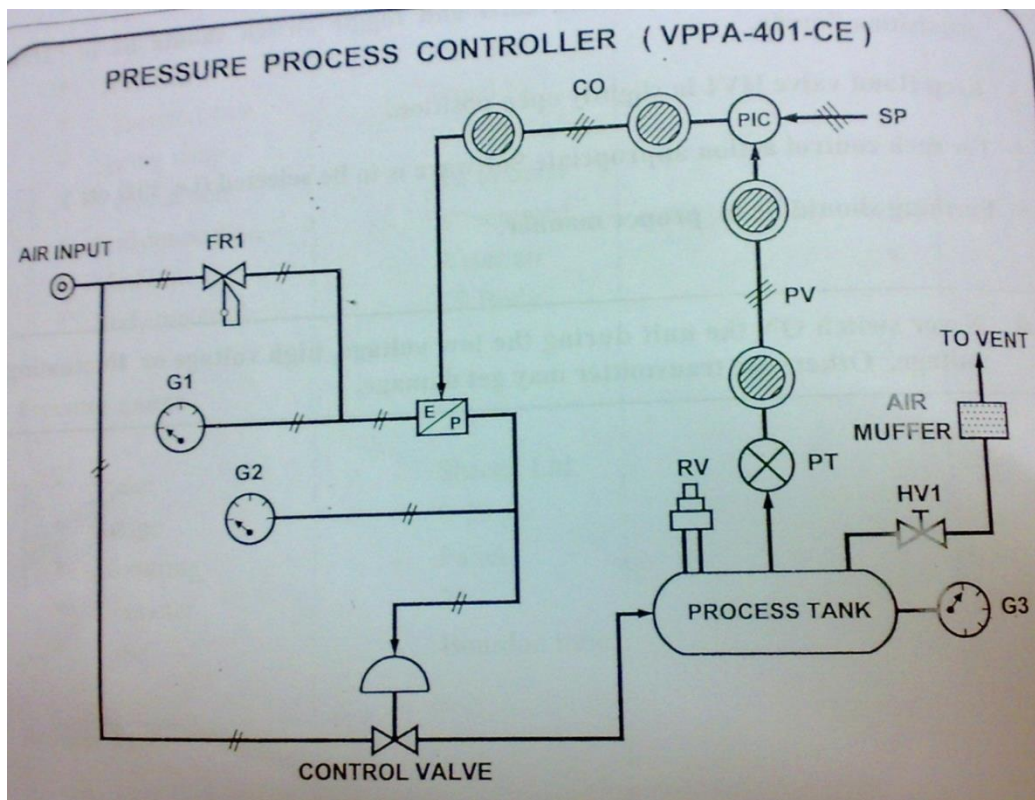 PRESSURE PROCESS CONTROLLER ( VPPA-401-CE )
CO
PIC
SP
AIR INPUT
FR1
PV
TO VENT
G1
E
P
AIR
MUFFER
G2
RV
PT
HV1
PROCESS TANK
G3
CONTROL VALVE